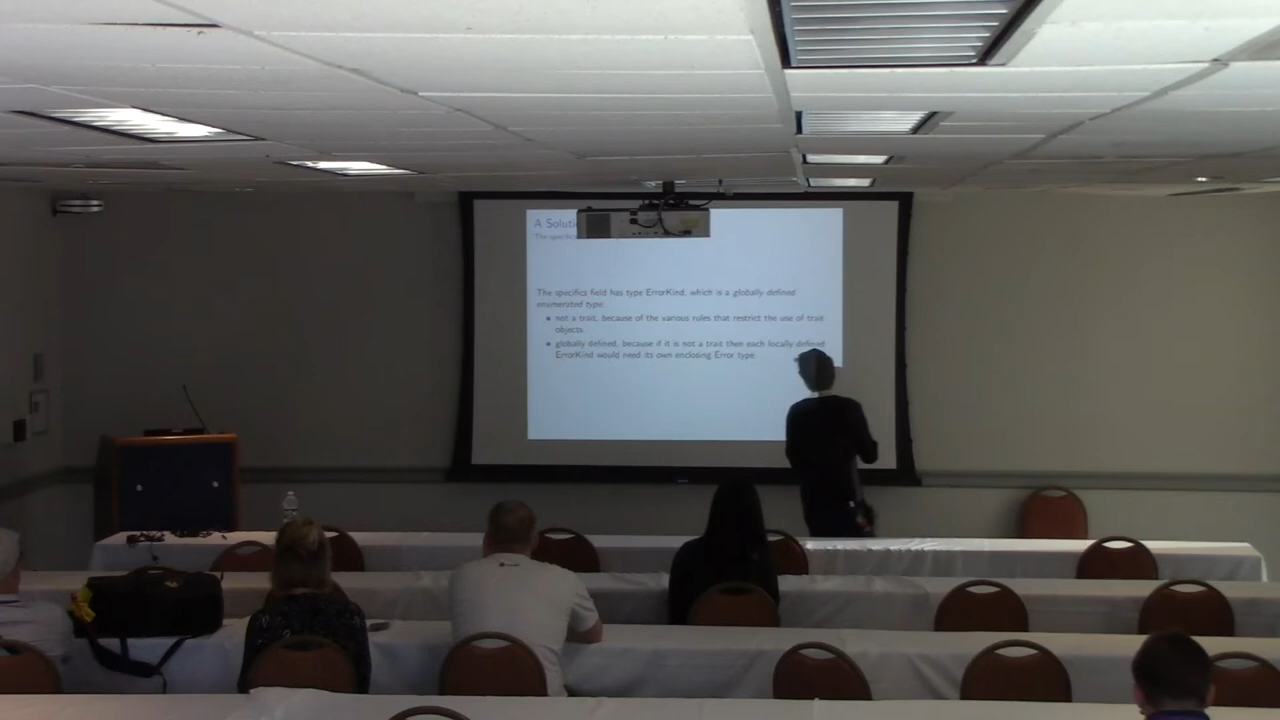 A Soluti
The specific
The specifics field has type ErrorKind, which is a globally defined
enumerated type:
• not a trait, because of the various rules that restrict the use of trait
objects
• globally defined, because if it is not a trait then each locally defined
ErrorKind would need its own enclosing Error type